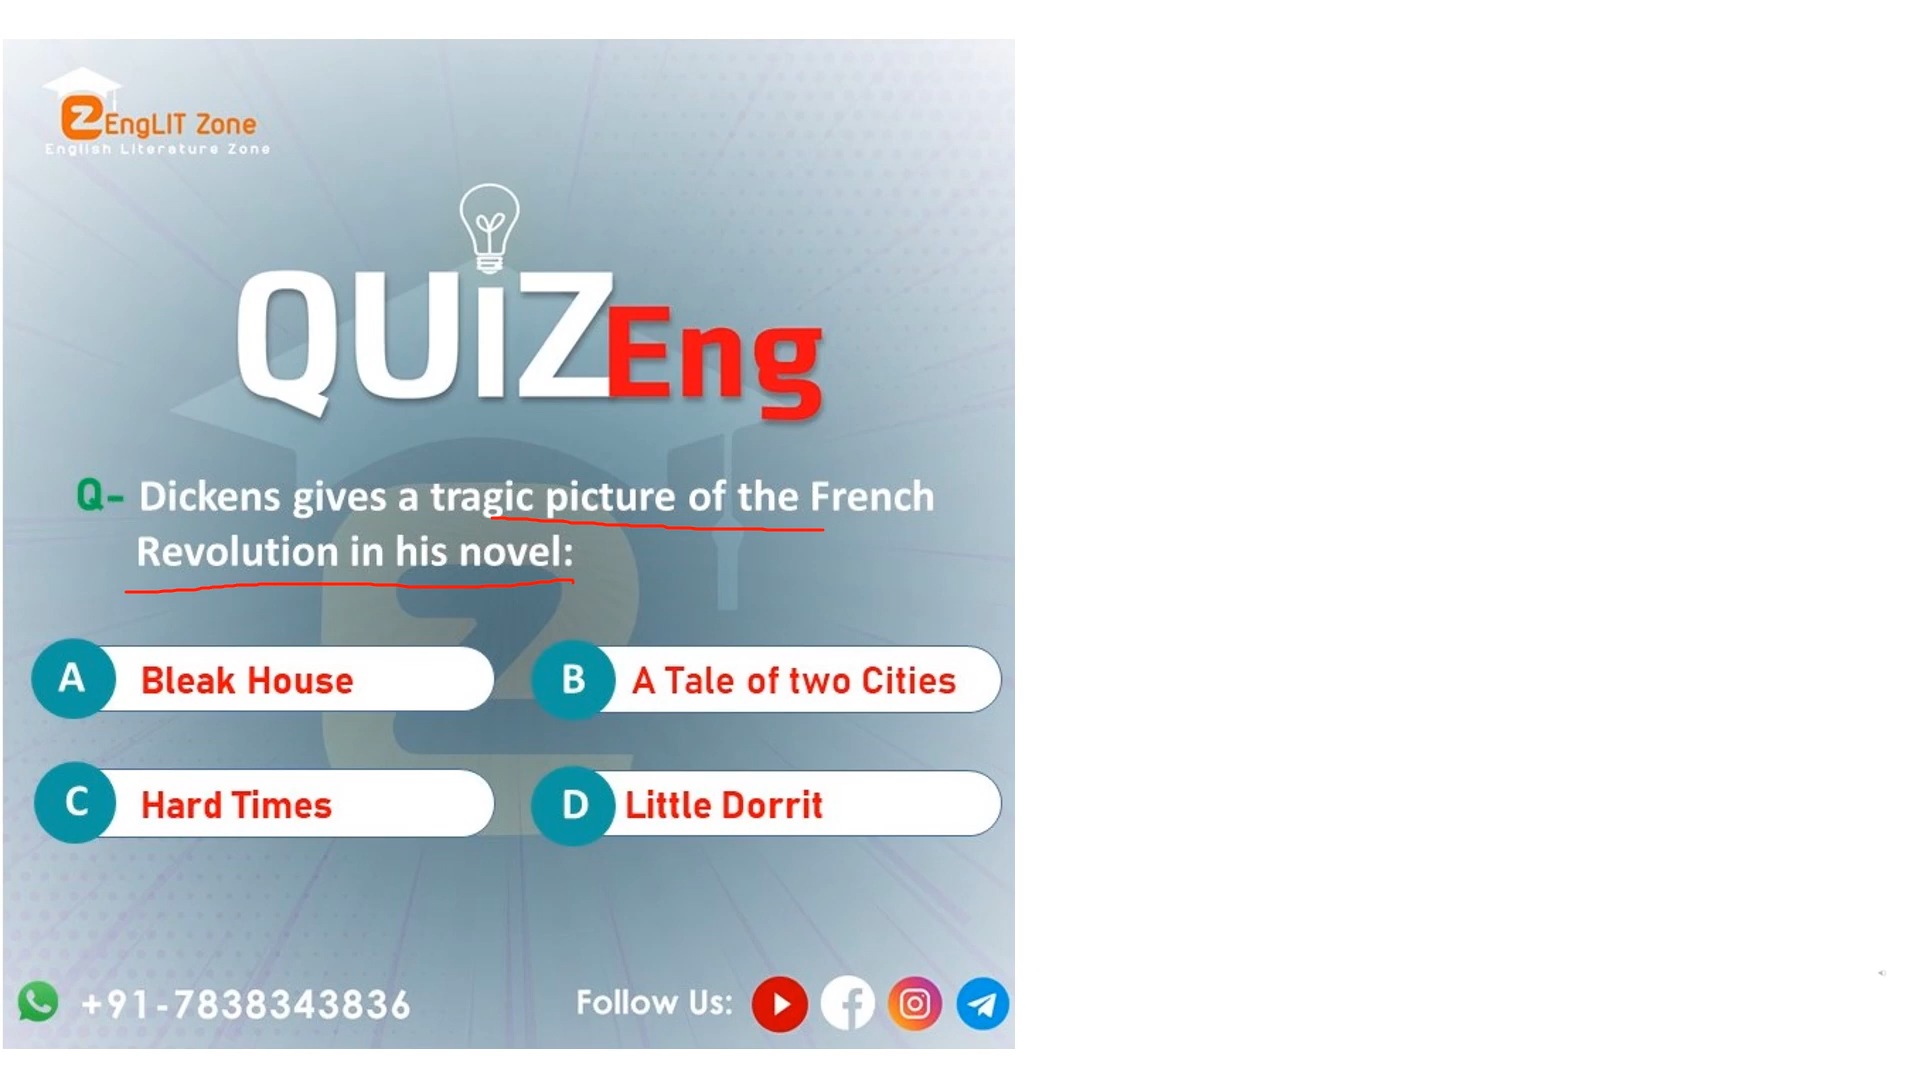 EngLIT Zone
English Literature Zone
QUiZEng
Q- Dickens gives a tragic picture of the French
Revolution in his novel:
A Bleak House
B A Tale of two Cities
C Hard Times
D Little Dorrit
+91-7838343836 Follow Us: